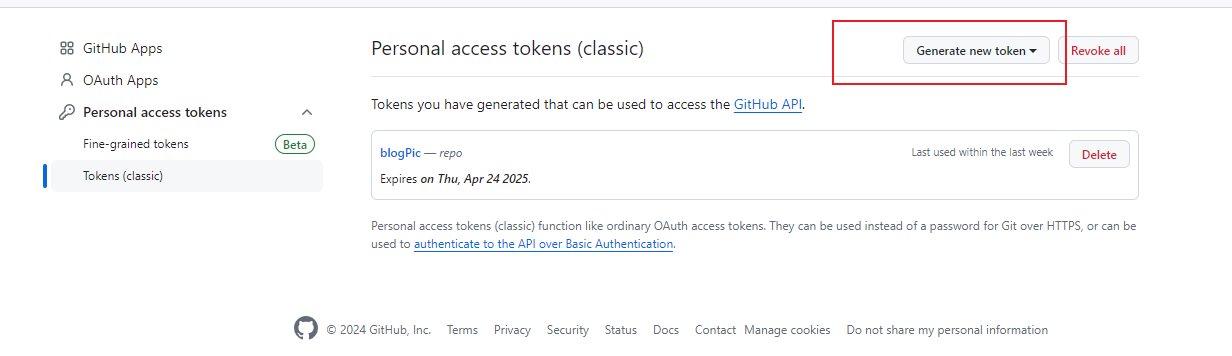 GitHub Apps
OAuth Apps
Personal access tokens
Fine-grained tokens Beta
Tokens (classic)
Personal access tokens (classic)
Generate new token Revoke all
Tokens you have generated that can be used to access the GitHub API.
blogPic — repo Last used within the last week Delete
Expires on Thu, Apr 24 2025.
Personal access tokens (classic) function like ordinary OAuth access tokens. They can be used instead of a password for Git over HTTPS, or can be
used to authenticate to the API over Basic Authentication.
© 2024 GitHub, Inc. Terms Privacy Security Status Docs Contact Manage cookies Do not share my personal information